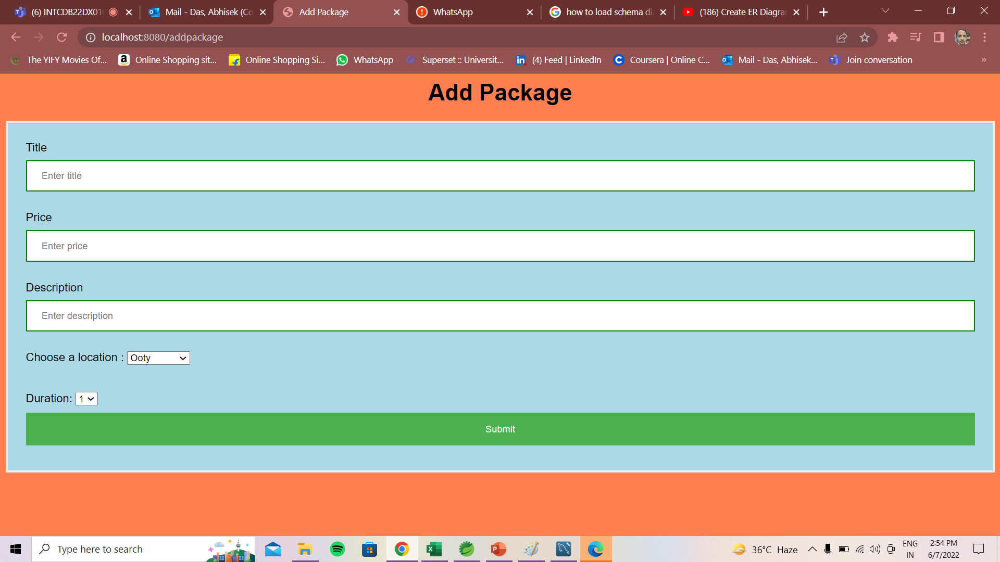 (6) INTCDB22DX01
Mail - Das, Abhisek (Co
Add Package
WhatsApp
how to load schema di
(186) Create ER Diagra
localhost:8080/addpackage
The YIFY Movies Of...
Online Shopping sit...
Online Shopping Si...
WhatsApp
Superset :: Universit...
(4) Feed | LinkedIn
Coursera | Online C...
Mail - Das, Abhisek...
Join conversation
»
Add Package
Title
Enter title
Price
Enter price
Description
Enter description
Choose a location : Ooty
Duration: 1
Submit
Type here to search
36°C Haze
ENG
IN
2:54 PM
6/7/2022